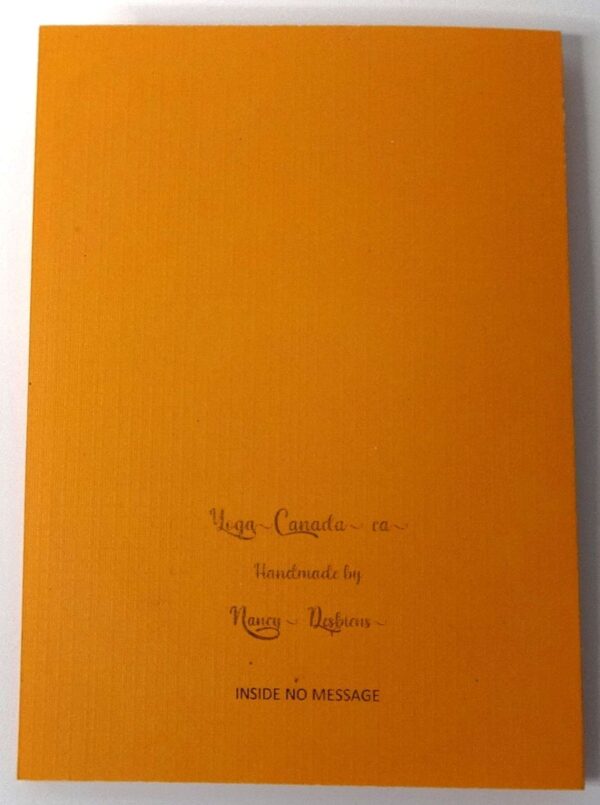 Yoga~Canada~ ca~
Handmade by
Nancy~ Desbiens~
INSIDE NO MESSAGE